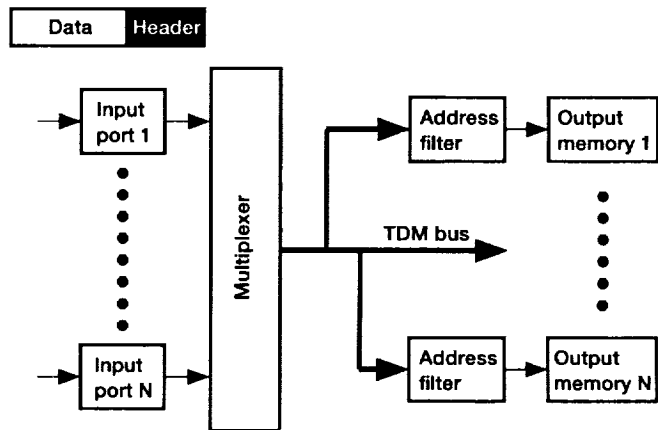 Data Header
Input
port 1
Multiplexer
Address
filter
Output
memory 1
TDM bus
Input
port N
Address
filter
Output
memory N